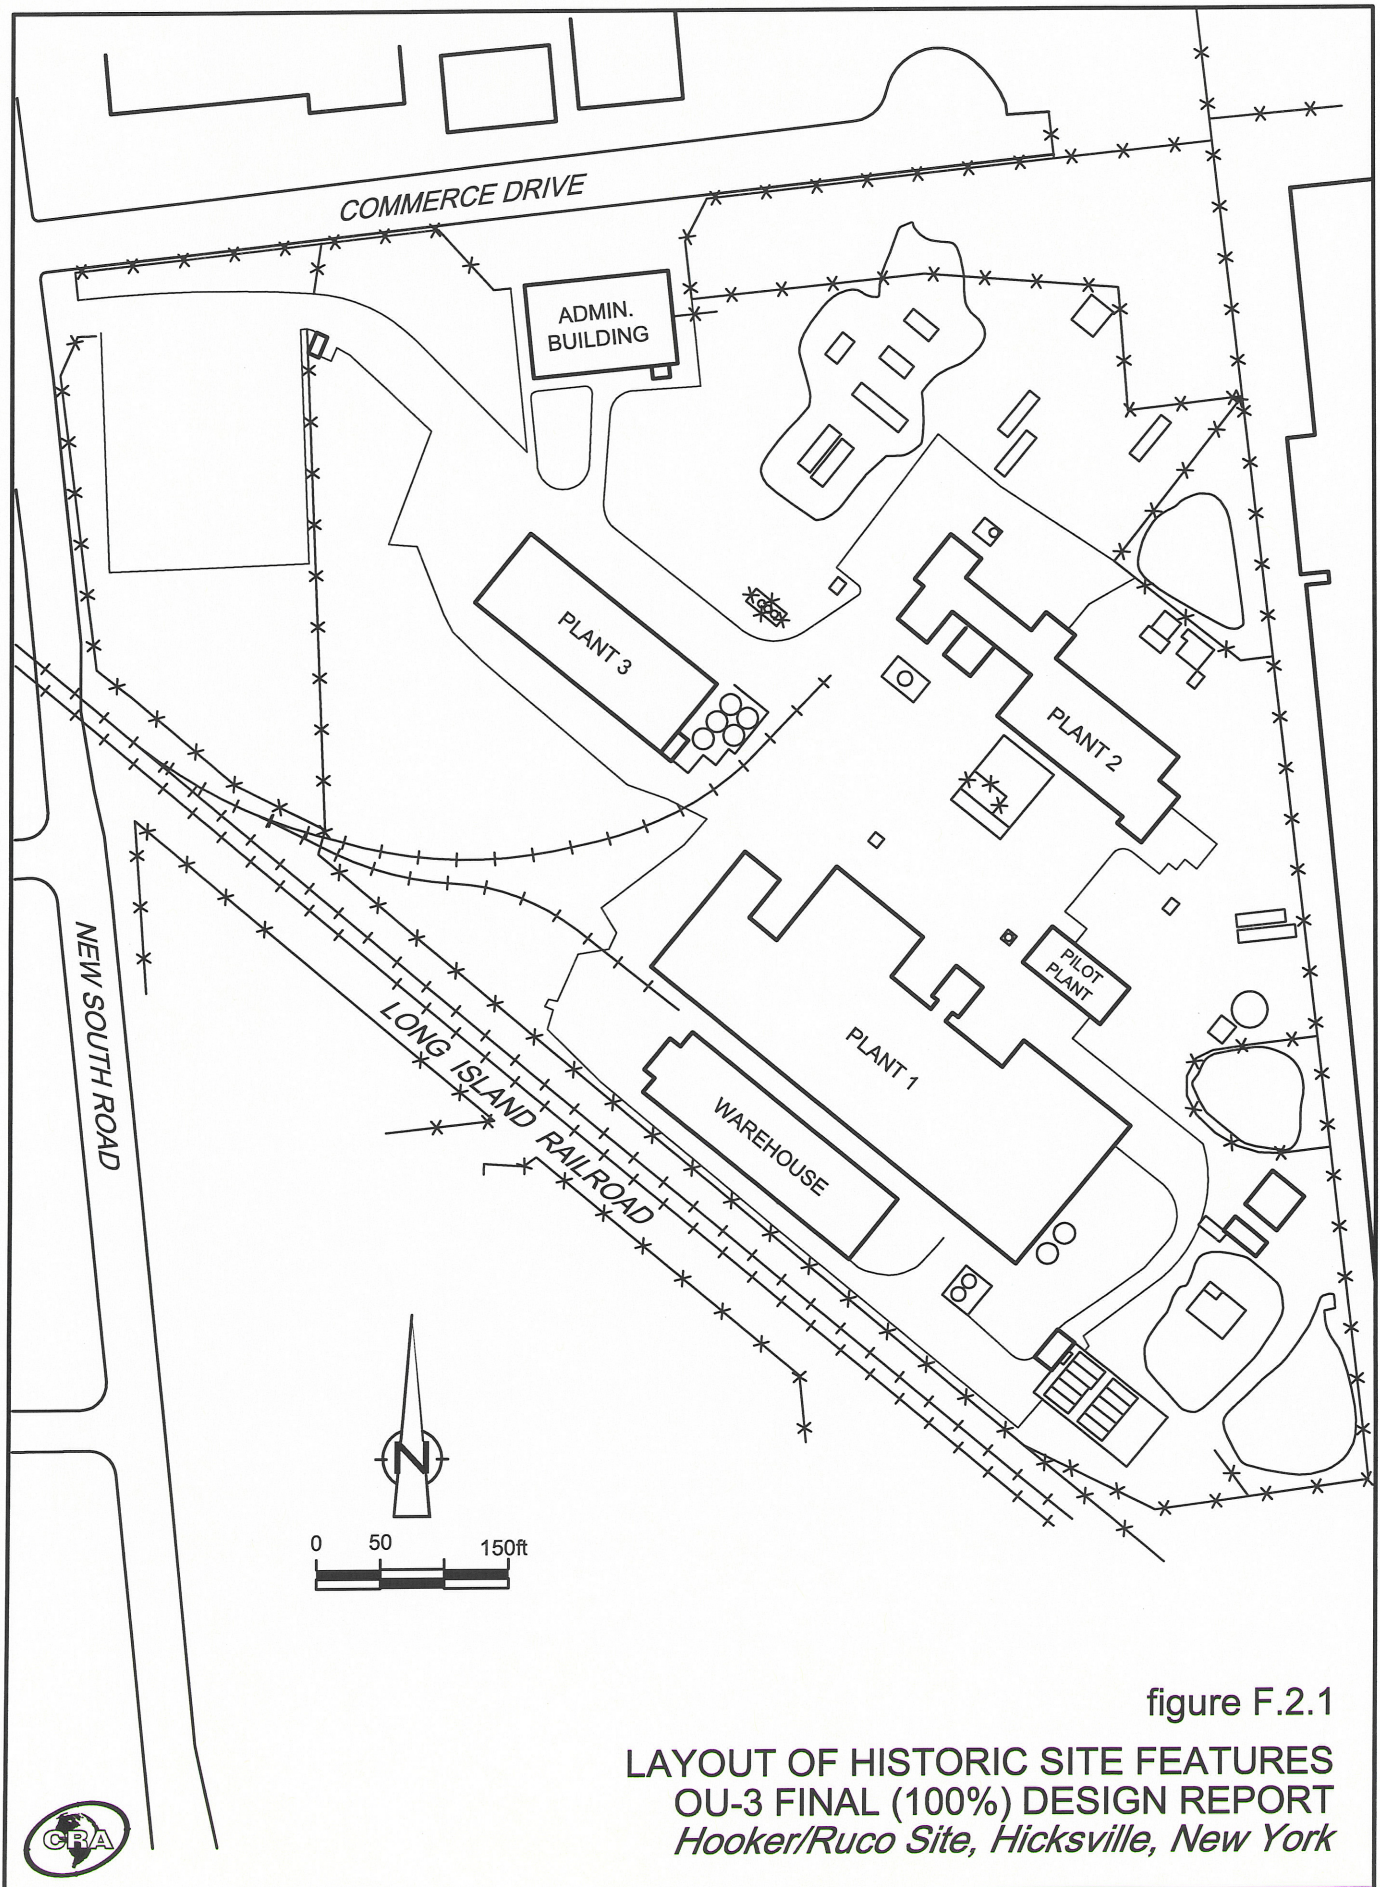 COMMERCE DRIVE
ADMIN.
BUILDING
PLANT 3
PLANT 2
PILOT
PLANT
PLANT 1
WAREHOUSE
NEW SOUTH ROAD
LONG ISLAND RAILROAD
N
0 50 150ft
figure F.2.1
LAYOUT OF HISTORIC SITE FEATURES
OU-3 FINAL (100%) DESIGN REPORT
Hooker/Ruco Site, Hicksville, New York
CRA